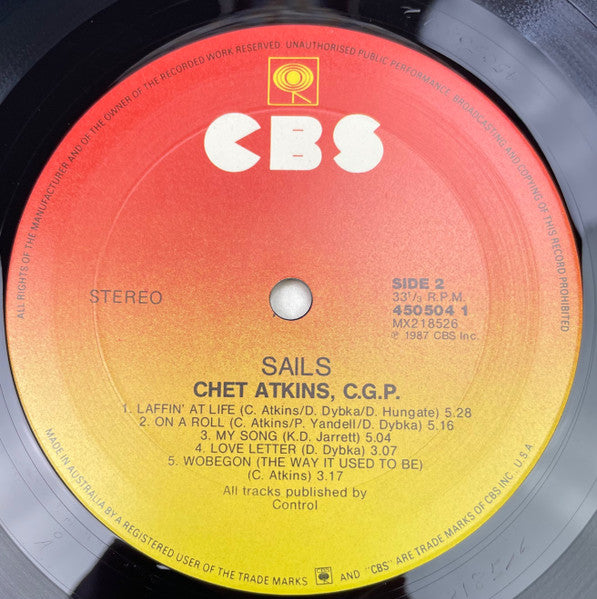 ALL RIGHTS OF THE MANUFACTURER AND OF THE OWNER OF THE RECORDED WORK RESERVED. UNAUTHORISED PUBLIC PERFORMANCE, BROADCASTING AND COPYING OF THIS RECORD PROHIBITED
CBS
STEREO
SIDE 2
33⅓ R.P.M.
450504 1
MX218526
℗ 1987 CBS Inc.
SAILS
CHET ATKINS, C.G.P.
1. LAFFIN' AT LIFE (C. Atkins/D. Dybka/D. Hungate) 5.28
2. ON A ROLL (C. Atkins/P. Yandell/D. Dybka) 5.16
3. MY SONG (K.D. Jarrett) 5.04
4. LOVE LETTER (D. Dybka) 3.07
5. WOBEGON (THE WAY IT USED TO BE)
(C. Atkins) 3.17
All tracks published by
Control
MADE IN AUSTRALIA BY A REGISTERED USER OF THE TRADE MARKS AND "CBS" ARE TRADE MARKS OF CBS INC., U.S.A